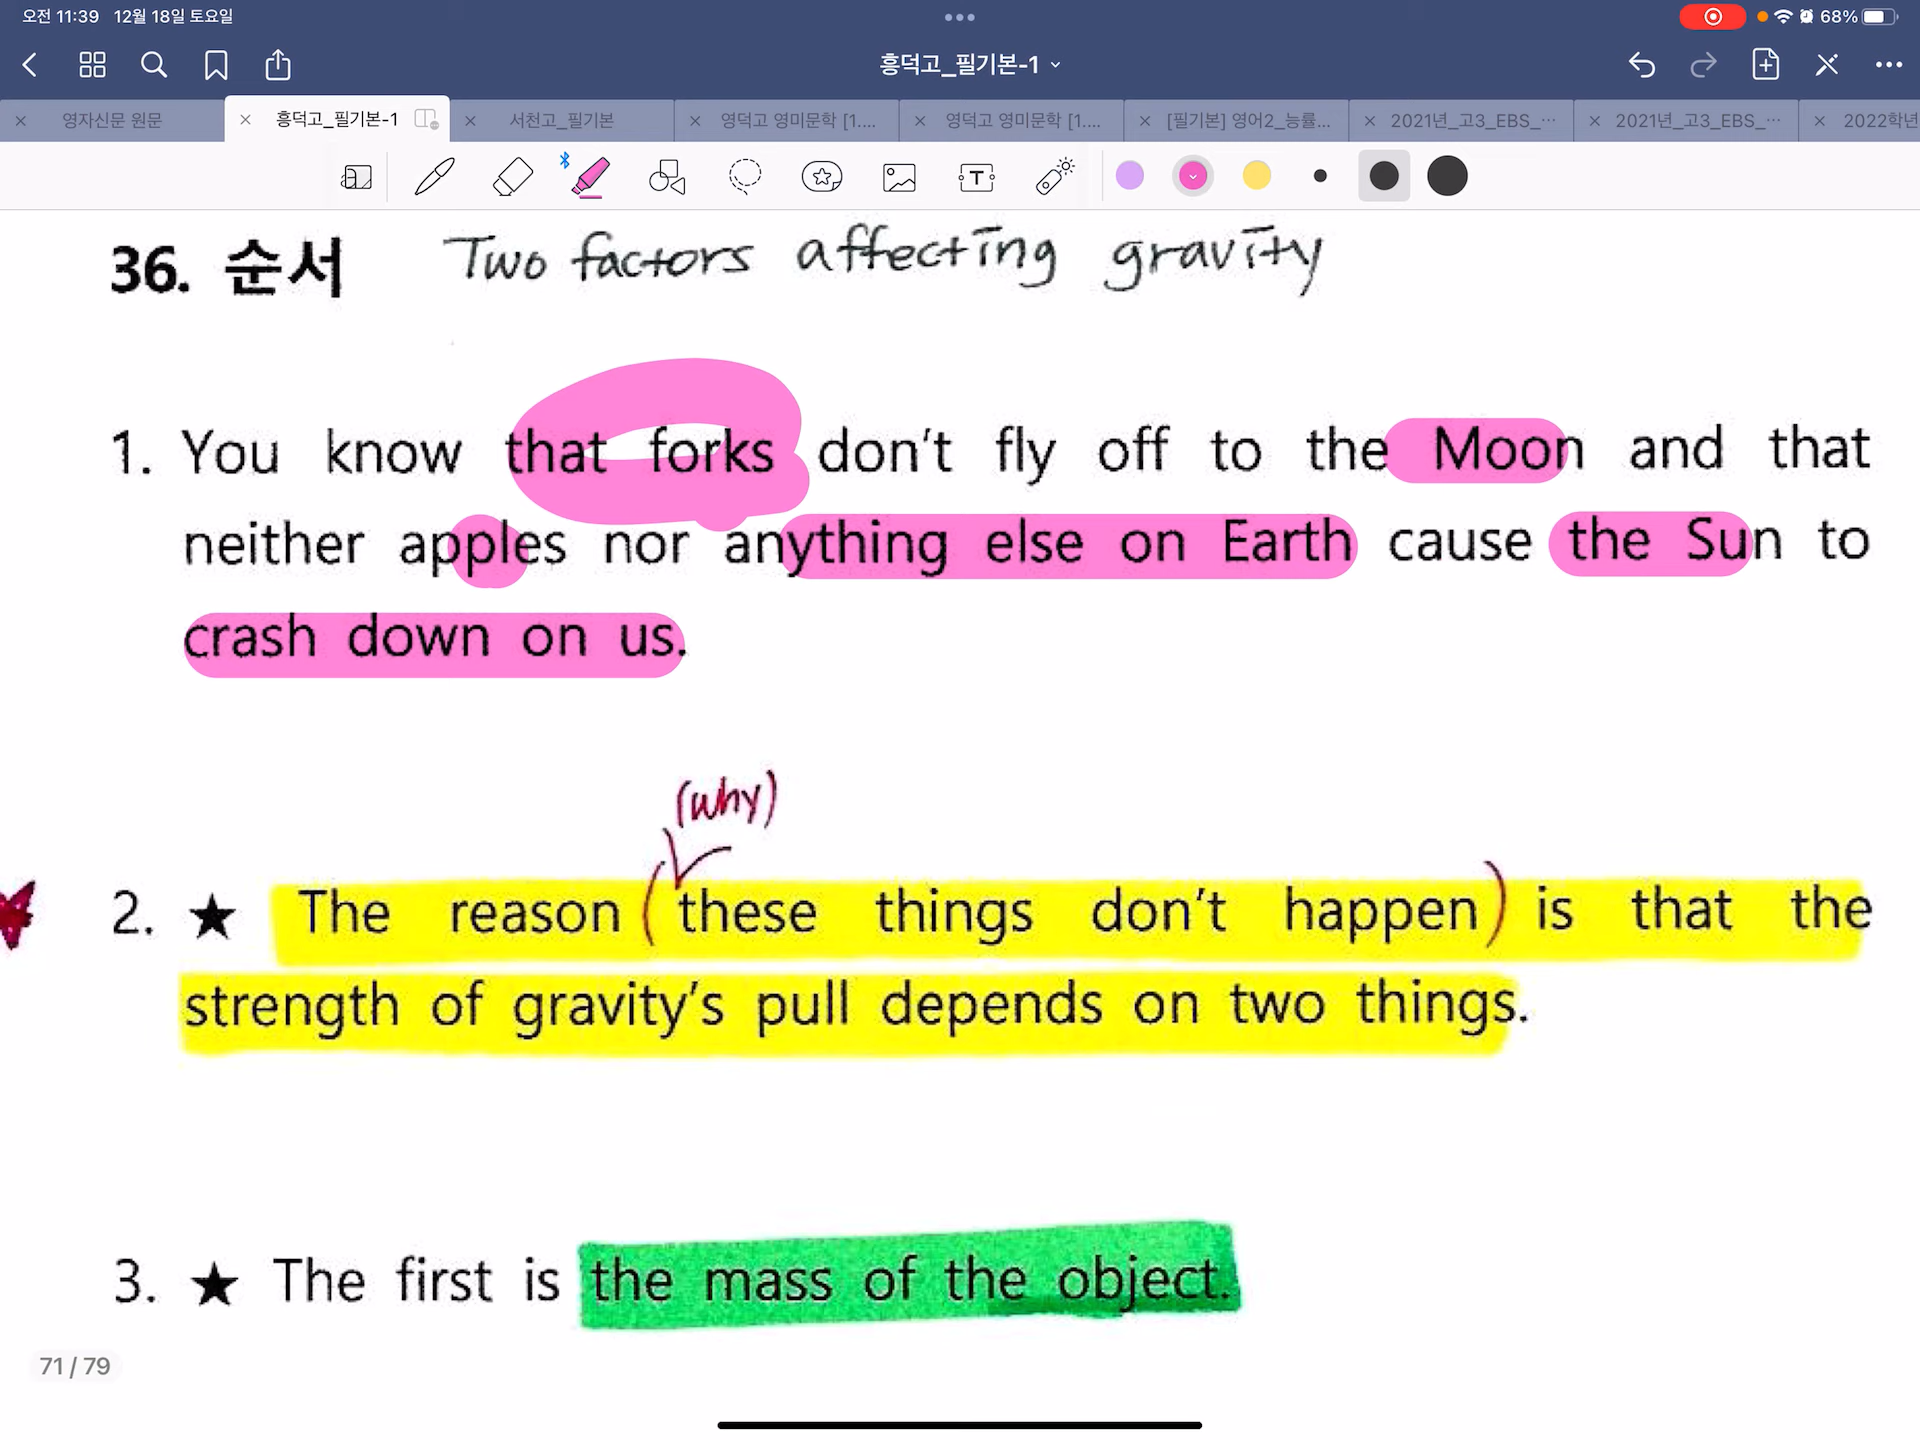 오전 11:39 12월 18일 토요일
68%
흥덕고_필기본-1
영자신문 원문
흥덕고_필기본-1
서천고_필기본
영덕고 영미문학 [1....
영덕고 영미문학 [1....
[필기본] 영어2_능률...
2021년_고3_EBS_...
2021년_고3_EBS_...
2022학년
36. 순서 Two factors affecting gravity
1. You know that forks don't fly off to the Moon and that
neither apples nor anything else on Earth cause the Sun to
crash down on us.
(why)
2. ★ The reason (these things don't happen) is that the
strength of gravity's pull depends on two things.
3. ★ The first is the mass of the object.
71 / 79